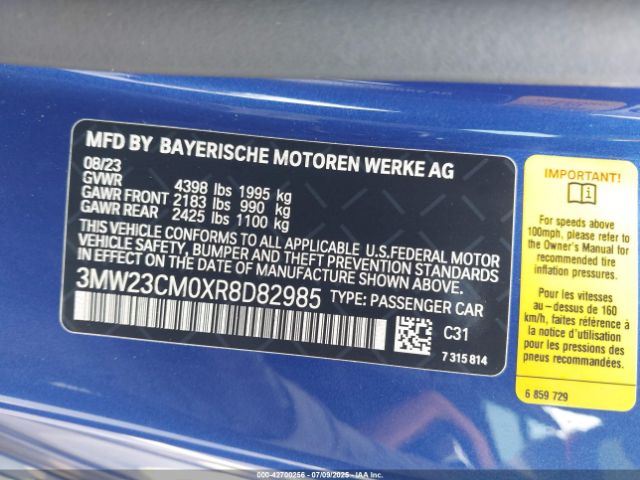 MFD BY BAYERISCHE MOTOREN WERKE AG
08/23
GVWR 4398 lbs 1995 kg
GAWR FRONT 2183 lbs 990 kg
GAWR REAR 2425 lbs 1100 kg
THIS VEHICLE CONFORMS TO ALL APPLICABLE U.S.FEDERAL MOTOR
VEHICLE SAFETY, BUMPER AND THEFT PREVENTION STANDARDS
IN EFFECT ON THE DATE OF MANUFACTURE SHOWN ABOVE.
3MW23CM0XR8D82985 TYPE: PASSENGER CAR
C31
7 315 814
For speeds above
100mph, please refer to
the Owner's Manual for
recommended tire
inflation pressures.
Pour les vitesses
au - dessus de 160
km/h, faites référence à
la notice d'utilisation
pour les pressions des
pneus recommandées.
6 859 729
000-42700256 - 07/09/2025 - IAAI.COM